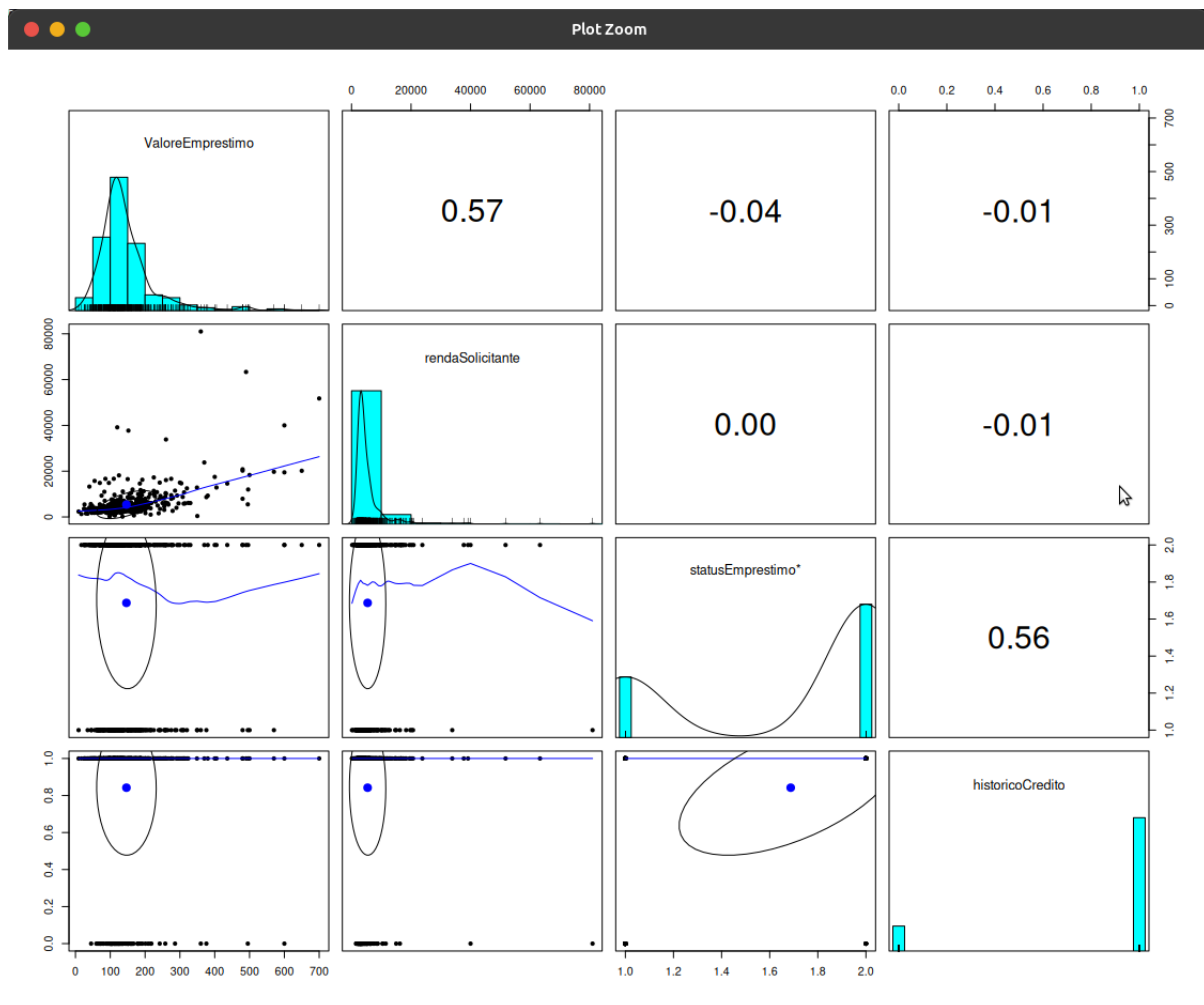 Plot Zoom
0 20000 40000 60000 80000
0.0 0.2 0.4 0.6 0.8 1.0
ValoreEmprestimo
0.57
-0.04
-0.01
0 100 300 500 700
rendaSolicitante
0.00
-0.01
0 20000 40000 60000 80000
statusEmprestimo*
0.56
1.0 1.2 1.4 1.6 1.8 2.0
historicoCredito
0.0 0.2 0.4 0.6 0.8 1.0
0 100 200 300 400 500 600 700
1.0 1.2 1.4 1.6 1.8 2.0